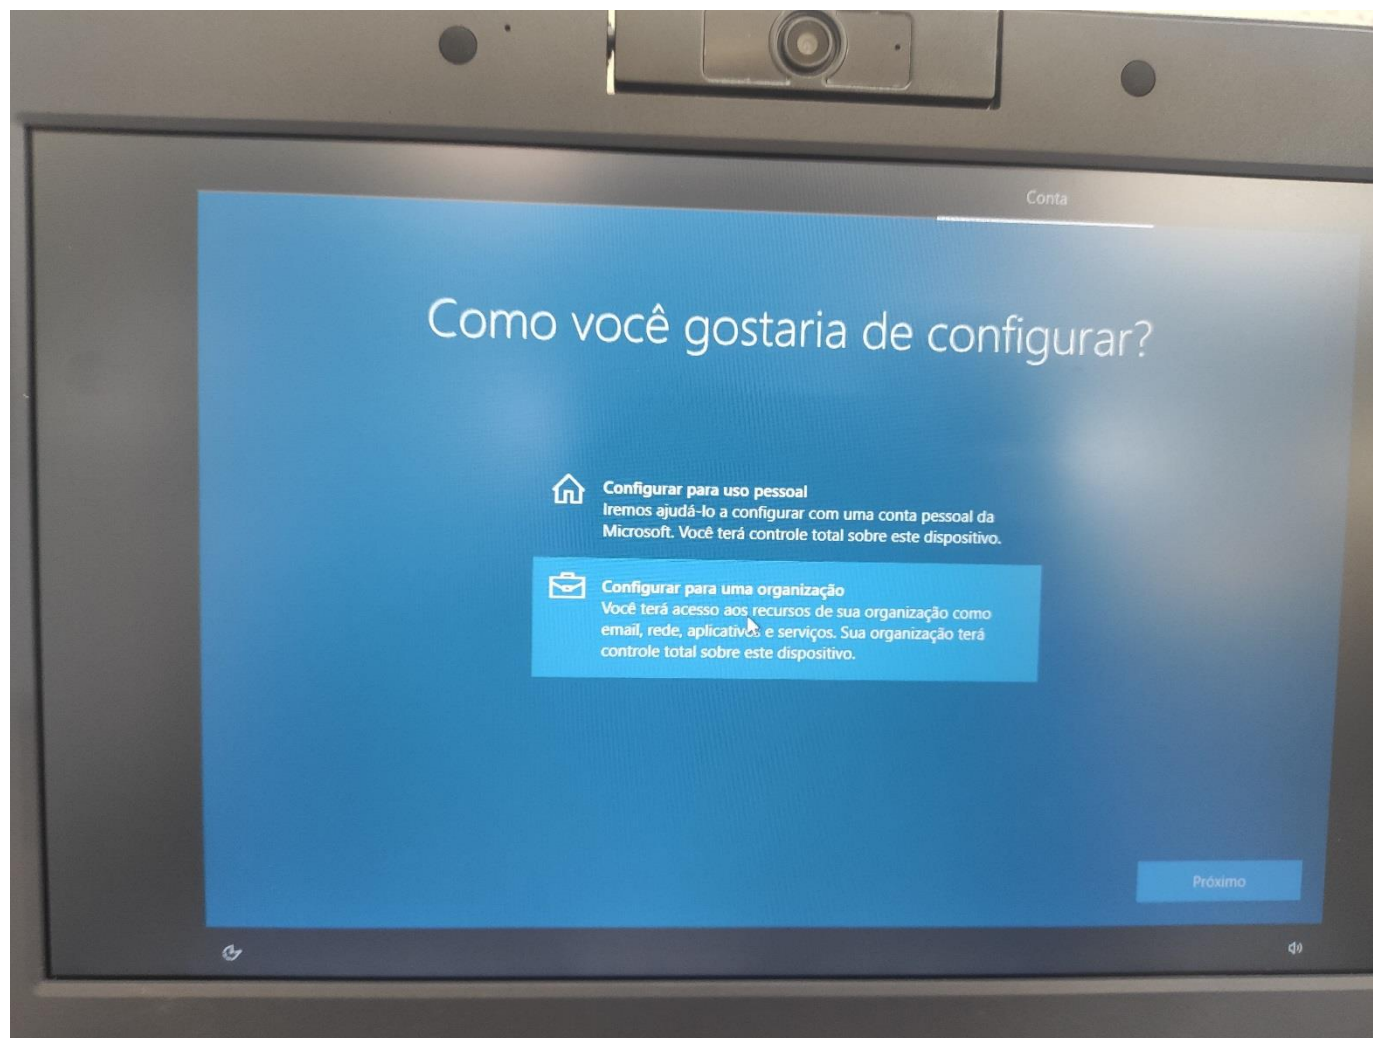 Conta
Como você gostaria de configurar?
Configurar para uso pessoal
Iremos ajudá-lo a configurar com uma conta pessoal da
Microsoft. Você terá controle total sobre este dispositivo.
Configurar para uma organização
Você terá acesso aos recursos de sua organização como
email, rede, aplicativos e serviços. Sua organização terá
controle total sobre este dispositivo.
Próximo